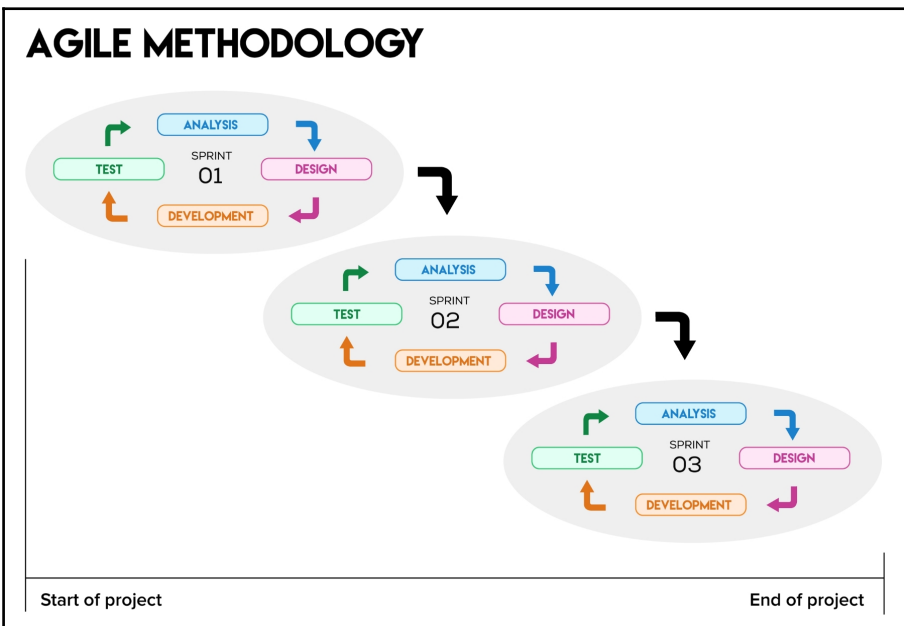 AGILE METHODOLOGY
ANALYSIS
SPRINT
01
TEST
DESIGN
DEVELOPMENT
ANALYSIS
SPRINT
02
TEST
DESIGN
DEVELOPMENT
ANALYSIS
SPRINT
03
TEST
DESIGN
DEVELOPMENT
Start of project
End of project